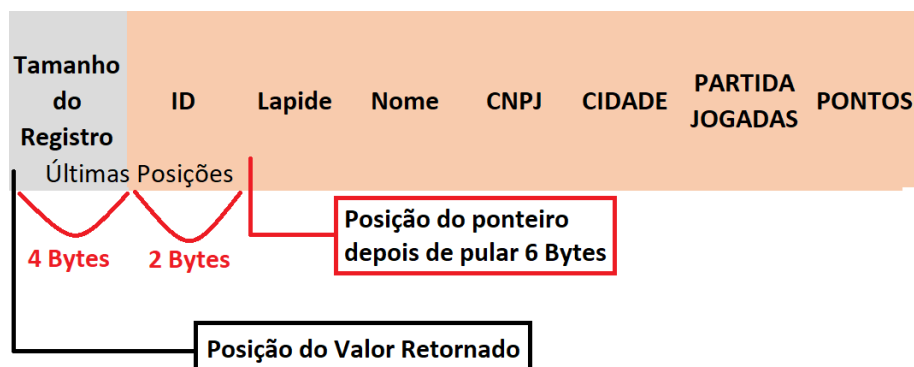 Tamanho
do
Registro
ID
Lapide
Nome
CNPJ
CIDADE
PARTIDA
JOGADAS
PONTOS
Últimas Posições
4 Bytes
2 Bytes
Posição do ponteiro
depois de pular 6 Bytes
Posição do Valor Retornado